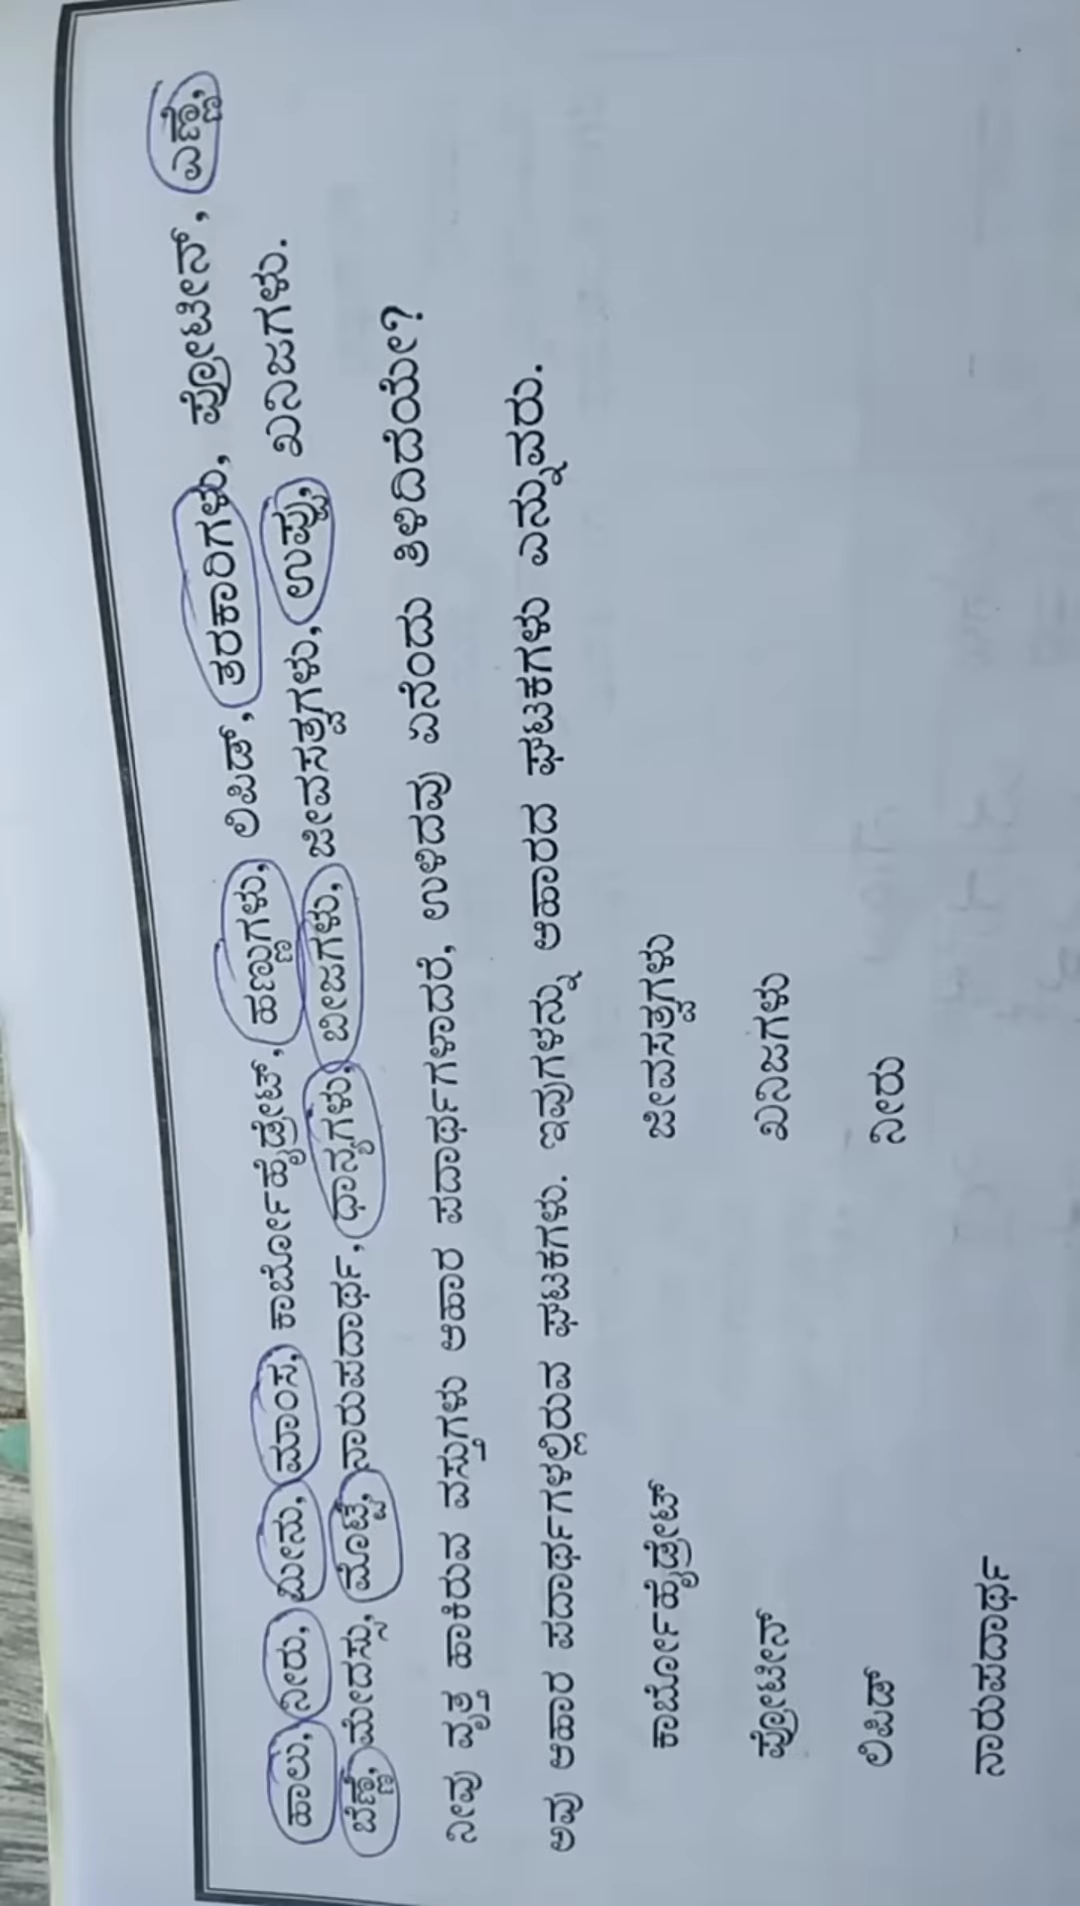 ಹಾಲು, ನೀರು, ಮೀನು, ಮಾಂಸ, ಕಾರ್ಬೋಹೈಡ್ರೇಟ್, ಹಣ್ಣುಗಳು, ಲಿಪಿಡ್, ತರಕಾರಿಗಳು, ಪ್ರೋಟೀನ್, ಎಣ್ಣೆ,
ಬೆಣ್ಣೆ, ಮೇದಸ್ಸು, ಮೊಟ್ಟೆ, ನಾರುಪದಾರ್ಥ, ಧಾನ್ಯಗಳು, ಬೀಜಗಳು, ಜೀವಸತ್ವಗಳು, ಉಪ್ಪು, ಖನಿಜಗಳು.
ನೀವು ವೃತ್ತ ಹಾಕಿರುವ ವಸ್ತುಗಳು ಆಹಾರ ಪದಾರ್ಥಗಳಾದರೆ, ಉಳಿದವು ಏನೆಂದು ತಿಳಿದಿದೆಯೇ?
ಅವು ಆಹಾರ ಪದಾರ್ಥಗಳಲ್ಲಿರುವ ಘಟಕಗಳು. ಇವುಗಳನ್ನು ಆಹಾರದ ಘಟಕಗಳು ಎನ್ನುವರು.
ಕಾರ್ಬೋಹೈಡ್ರೇಟ್ ಜೀವಸತ್ವಗಳು
ಪ್ರೋಟೀನ್ ಖನಿಜಗಳು
ಲಿಪಿಡ್ ನೀರು
ನಾರುಪದಾರ್ಥ